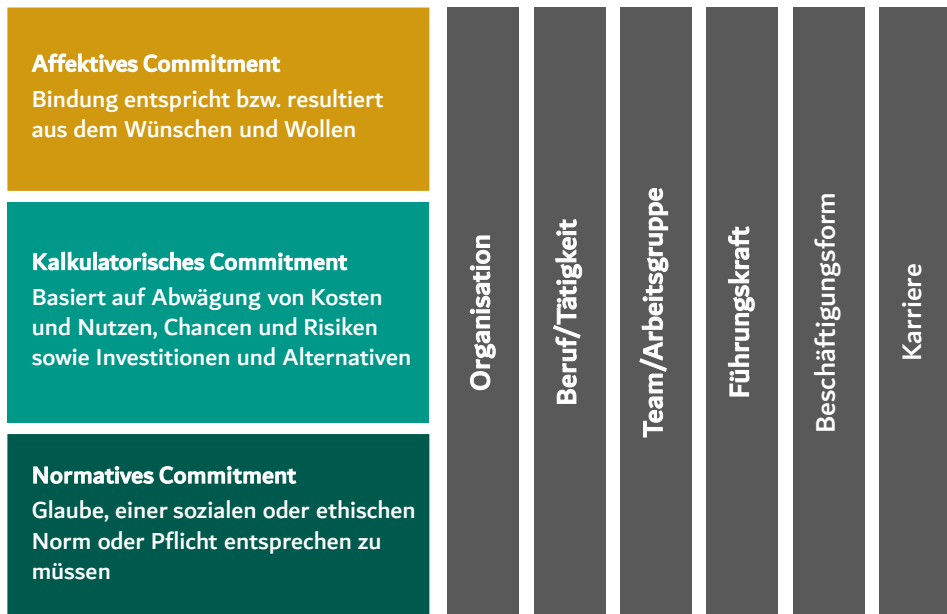 Affektives Commitment
Bindung entspricht bzw. resultiert
aus dem Wünschen und Wollen
Kalkulatorisches Commitment
Basiert auf Abwägung von Kosten
und Nutzen, Chancen und Risiken
sowie Investitionen und Alternativen
Normatives Commitment
Glaube, einer sozialen oder ethischen
Norm oder Pflicht entsprechen zu
müssen
Organisation
Beruf/Tätigkeit
Team/Arbeitsgruppe
Führungskraft
Beschäftigungsform
Karriere